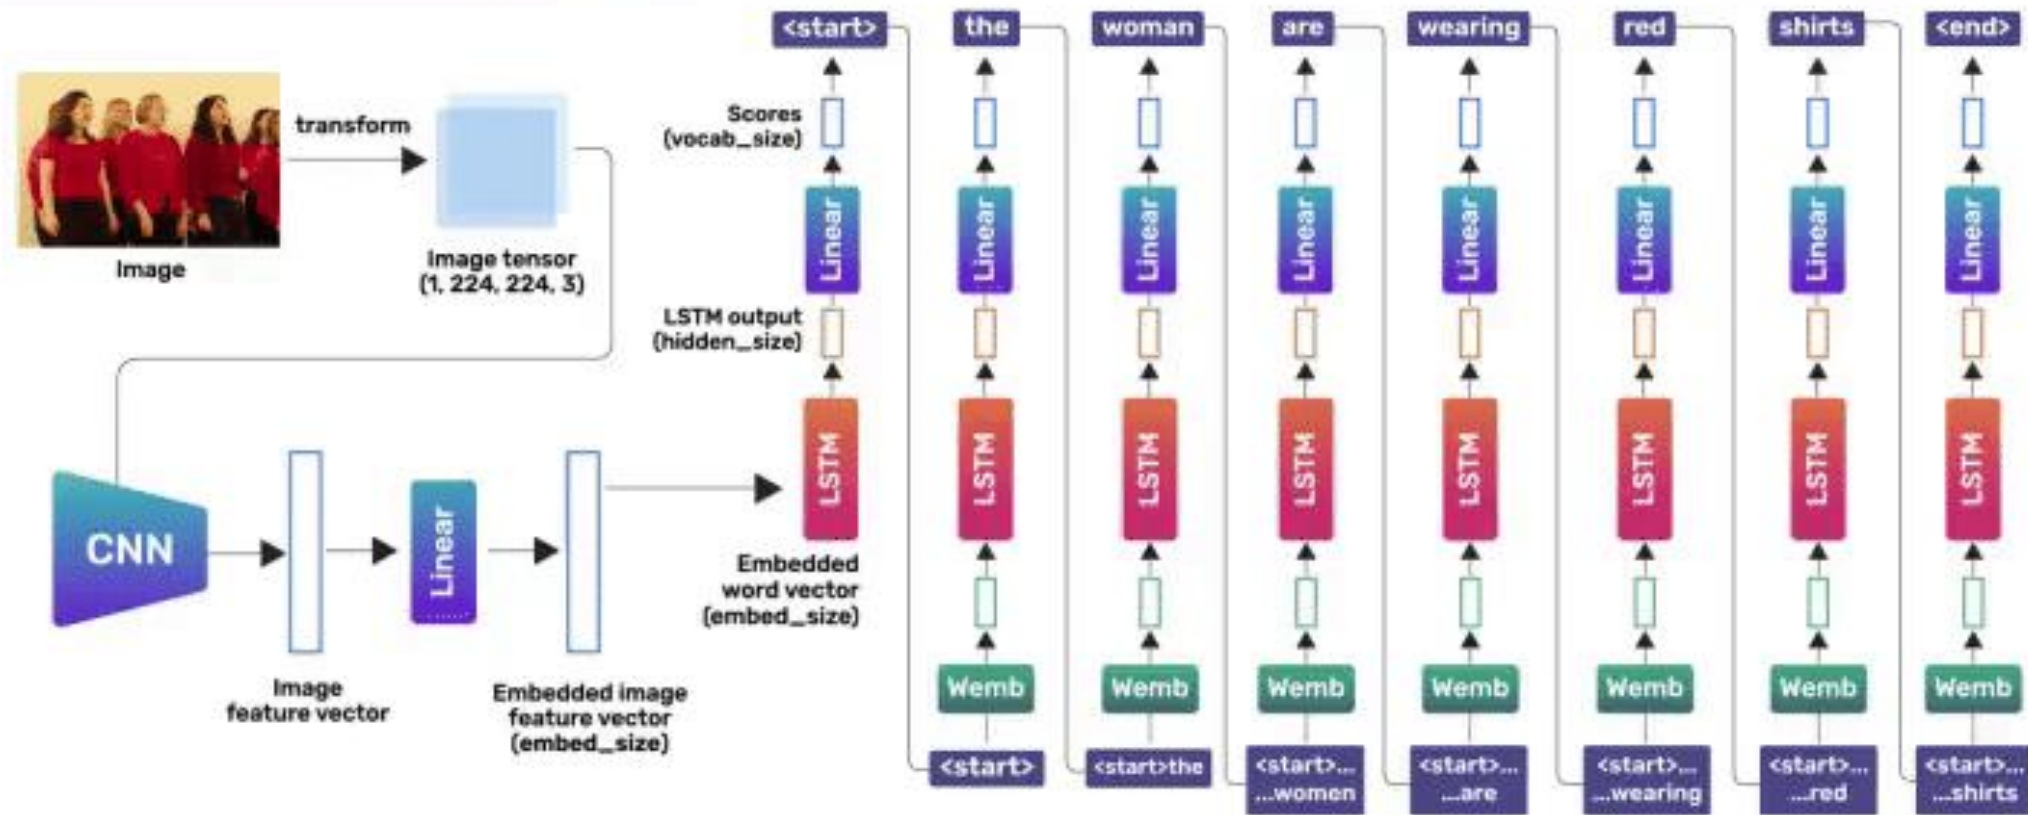 <start> the woman are wearing red shirts <end>
transform
Scores
(vocab_size)
Linear Linear Linear Linear Linear Linear Linear Linear
Image
Image tensor
(1, 224, 224, 3)
LSTM output
(hidden_size)
LSTM LSTM LSTM LSTM LSTM LSTM LSTM LSTM
CNN
Linear
Embedded
word vector
(embed_size)
Image
feature vector
Embedded image
feature vector
(embed_size)
Wemb Wemb Wemb Wemb Wemb Wemb Wemb
<start>
<start>the
<start>...
...women
<start>...
...are
<start>...
...wearing
<start>...
...red
<start>...
...shirts